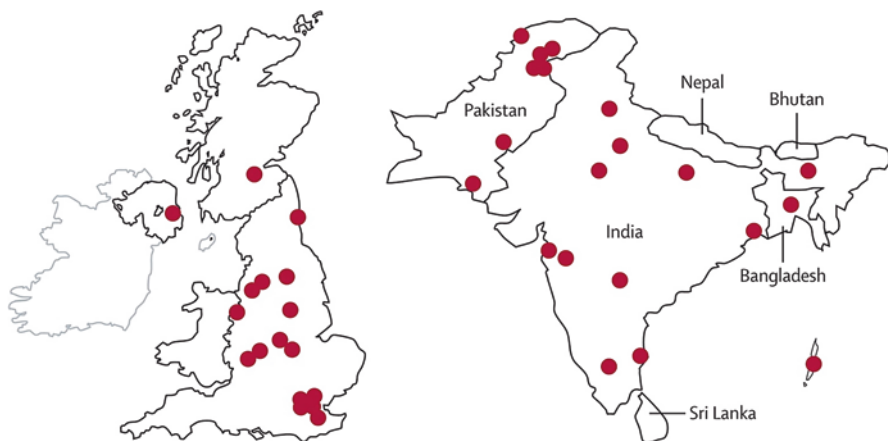 Nepal
Bhutan
Pakistan
India
Bangladesh
Sri Lanka